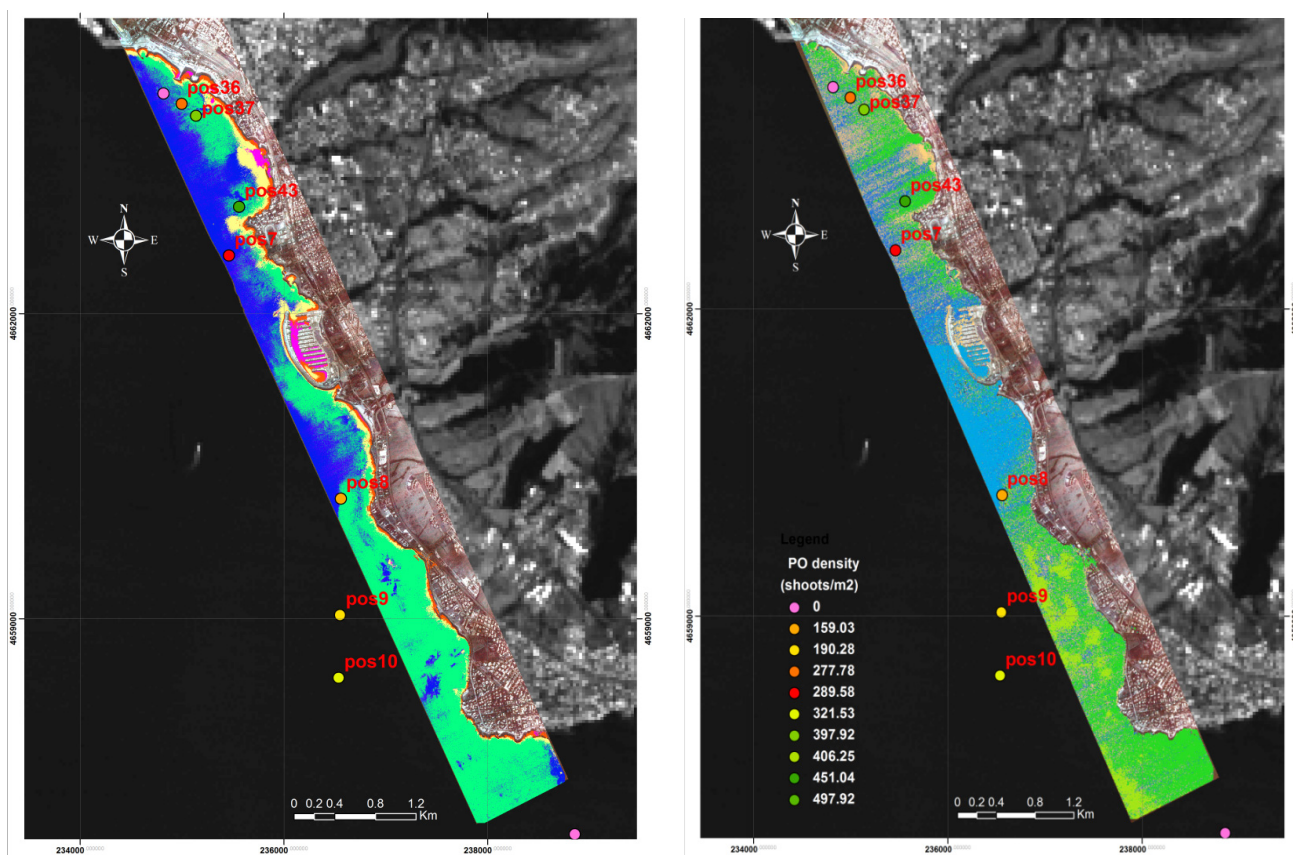 pos36
pos37
pos43
pos7
N
W E
S
pos8
pos9
pos10
0 0.2 0.4 0.8 1.2
Km
4662000
4659000
234000
236000
238000
pos36
pos37
pos43
pos7
N
W E
S
pos8
pos9
pos10
Legend
PO density
(shoots/m2)
0
159.03
190.28
277.78
289.58
321.53
397.92
406.25
451.04
497.92
0 0.2 0.4 0.8 1.2
Km
4662000
4659000
234000
236000
238000